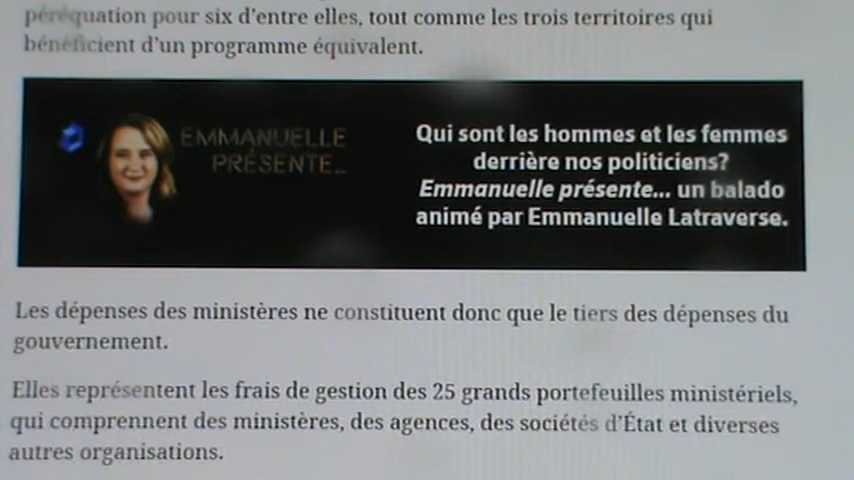 péréquation pour six d'entre elles, tout comme les trois territoires qui
bénéficient d'un programme équivalent.
EMMANUELLE
PRÉSENTE...
Qui sont les hommes et les femmes
derrière nos politiciens?
Emmanuelle présente... un balado
animé par Emmanuelle Latraverse.
Les dépenses des ministères ne constituent donc que le tiers des dépenses du
gouvernement.
Elles représentent les frais de gestion des 25 grands portefeuilles ministériels,
qui comprennent des ministères, des agences, des sociétés d'État et diverses
autres organisations.